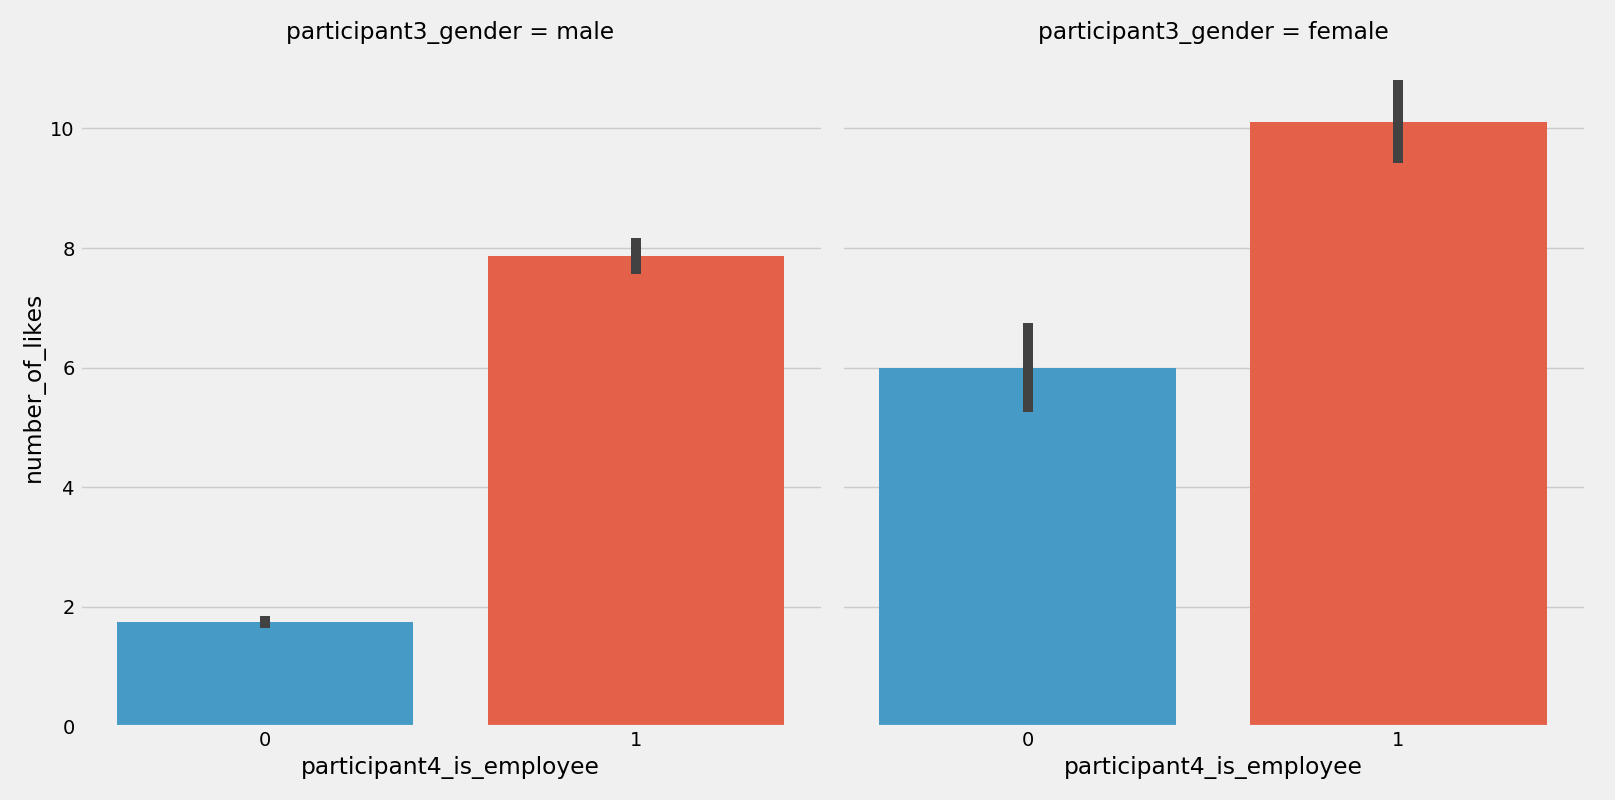 participant3_gender = male
participant3_gender = female
number_of_likes
10
8
6
4
2
0
0 1
0 1
participant4_is_employee
participant4_is_employee